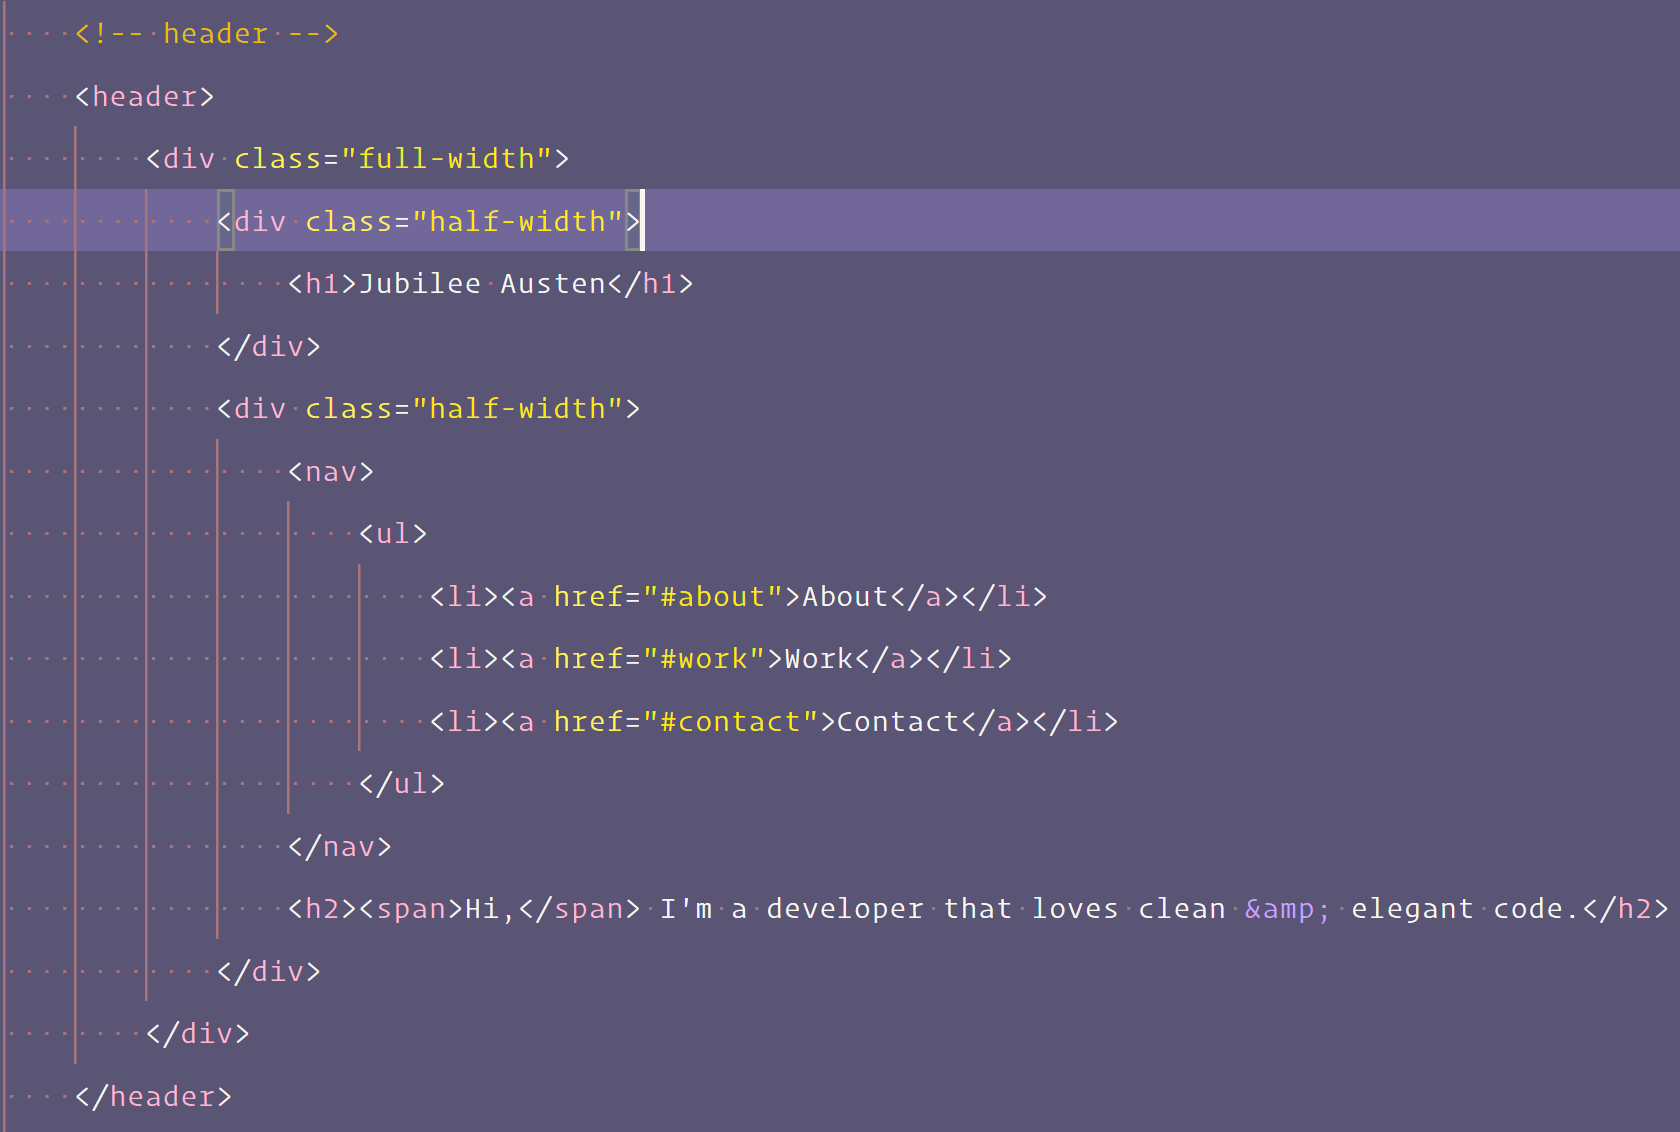 <!-- header -->
    <header>
        <div class="full-width">
            <div class="half-width">
                <h1>Jubilee Austen</h1>
            </div>
            <div class="half-width">
                <nav>
                    <ul>
                        <li><a href="#about">About</a></li>
                        <li><a href="#work">Work</a></li>
                        <li><a href="#contact">Contact</a></li>
                    </ul>
                </nav>
                <h2><span>Hi,</span> I'm a developer that loves clean &amp; elegant code.</h2>
            </div>
        </div>
    </header>